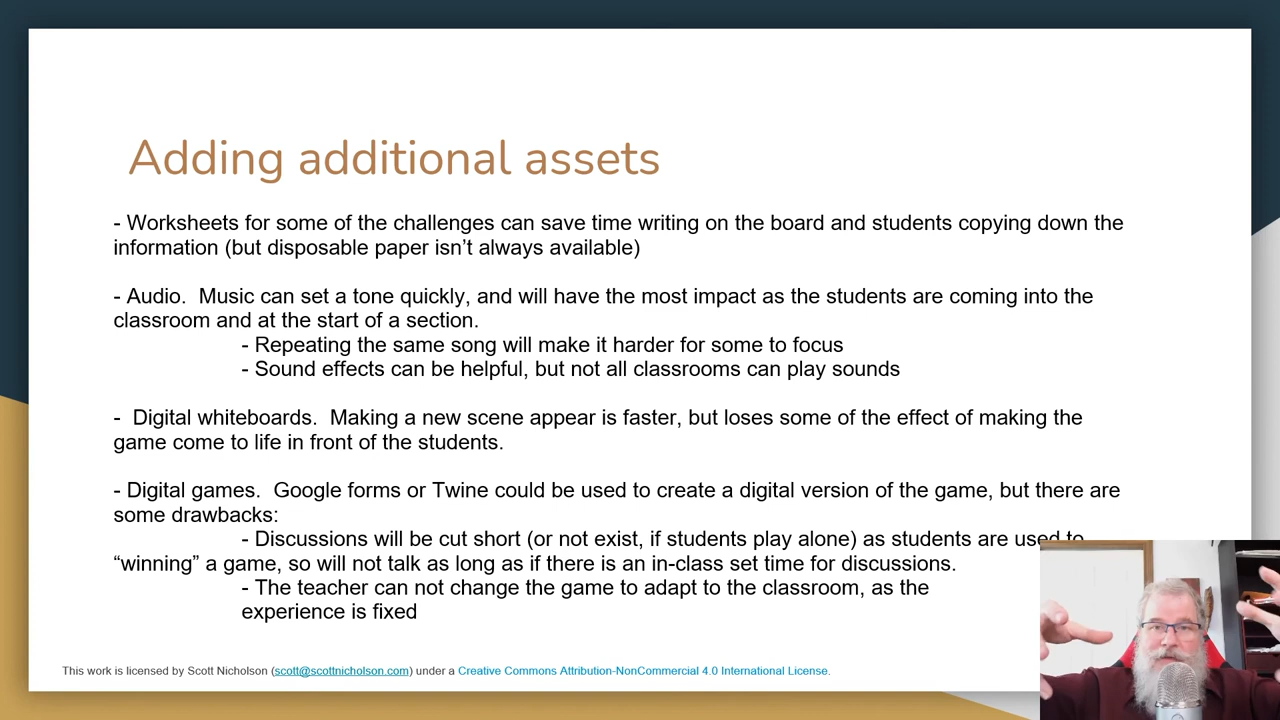 Adding additional assets
- Worksheets for some of the challenges can save time writing on the board and students copying down the
information (but disposable paper isn’t always available)
- Audio.  Music can set a tone quickly, and will have the most impact as the students are coming into the
classroom and at the start of a section.
- Repeating the same song will make it harder for some to focus
- Sound effects can be helpful, but not all classrooms can play sounds
-  Digital whiteboards.  Making a new scene appear is faster, but loses some of the effect of making the
game come to life in front of the students.
- Digital games.  Google forms or Twine could be used to create a digital version of the game, but there are
some drawbacks:
- Discussions will be cut short (or not exist, if students play alone) as students are used to
“winning” a game, so will not talk as long as if there is an in-class set time for discussions.
- The teacher can not change the game to adapt to the classroom, as the
experience is fixed
This work is licensed by Scott Nicholson (scott@scottnicholson.com) under a Creative Commons Attribution-NonCommercial 4.0 International License.